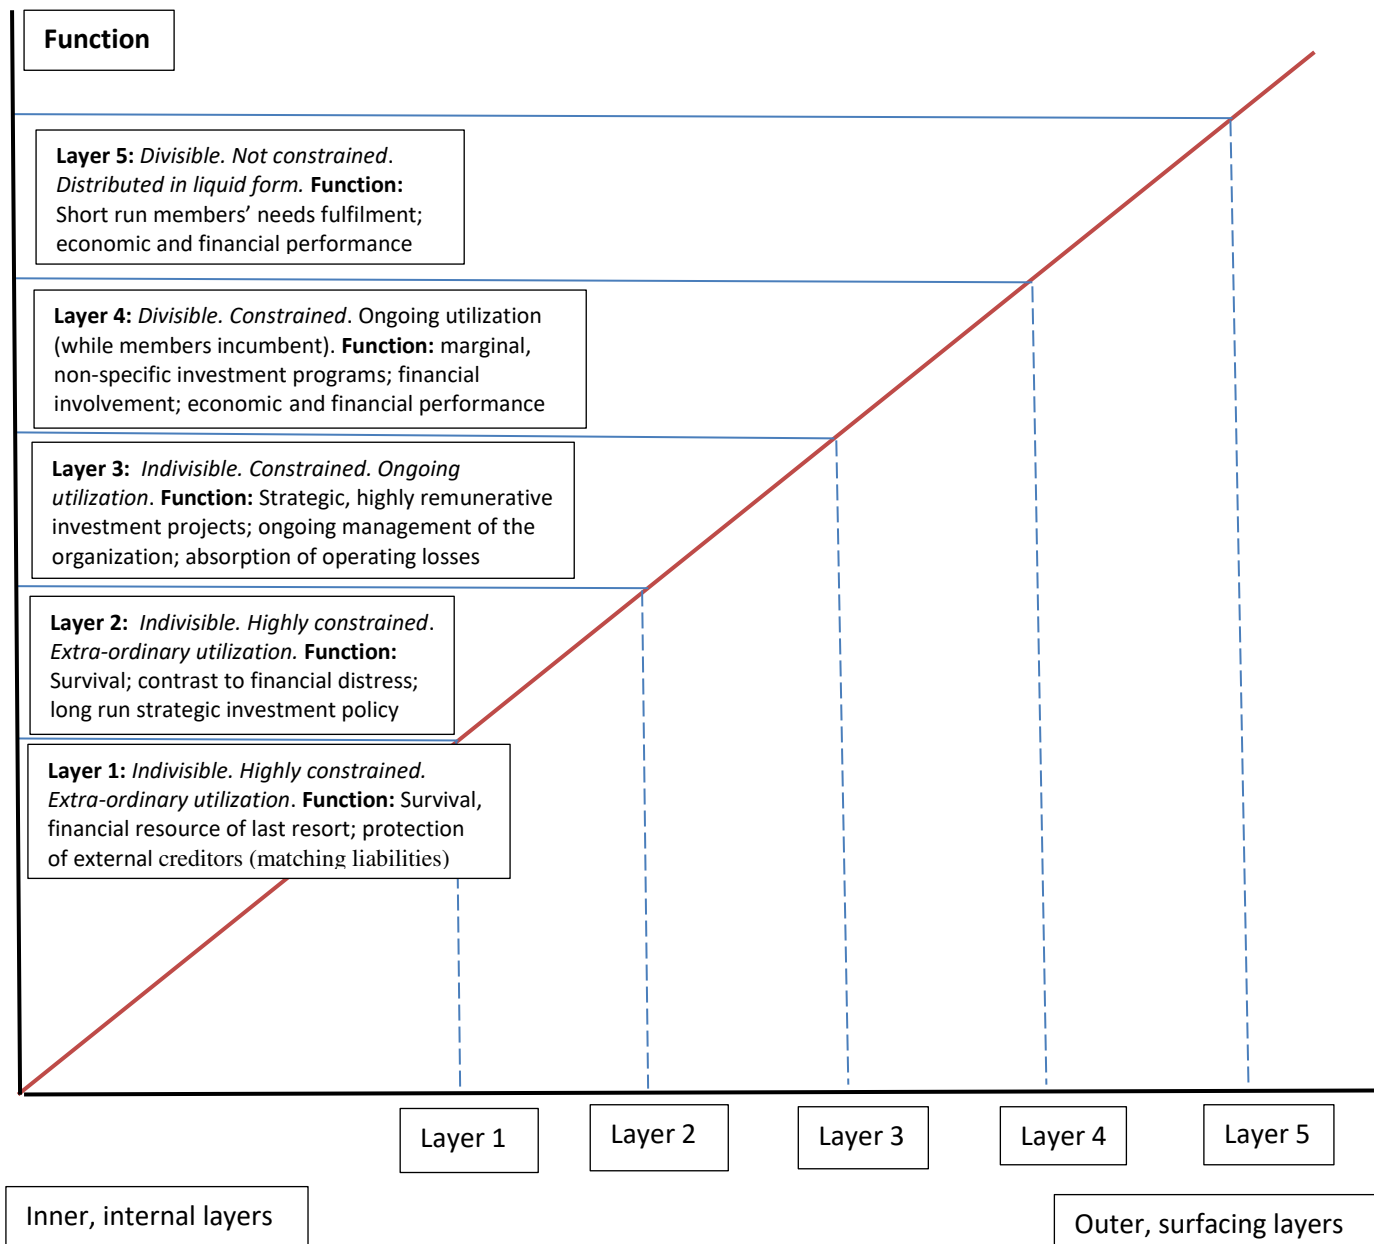 Function
Layer 5: Divisible. Not constrained.
Distributed in liquid form. Function:
Short run members’ needs fulfilment;
economic and financial performance
Layer 4: Divisible. Constrained. Ongoing utilization
(while members incumbent). Function: marginal,
non-specific investment programs; financial
involvement; economic and financial performance
Layer 3: Indivisible. Constrained. Ongoing
utilization. Function: Strategic, highly remunerative
investment projects; ongoing management of the
organization; absorption of operating losses
Layer 2: Indivisible. Highly constrained.
Extra-ordinary utilization. Function:
Survival; contrast to financial distress;
long run strategic investment policy
Layer 1: Indivisible. Highly constrained.
Extra-ordinary utilization. Function: Survival,
financial resource of last resort; protection
of external creditors (matching liabilities)
Layer 1
Layer 2
Layer 3
Layer 4
Layer 5
Inner, internal layers
Outer, surfacing layers